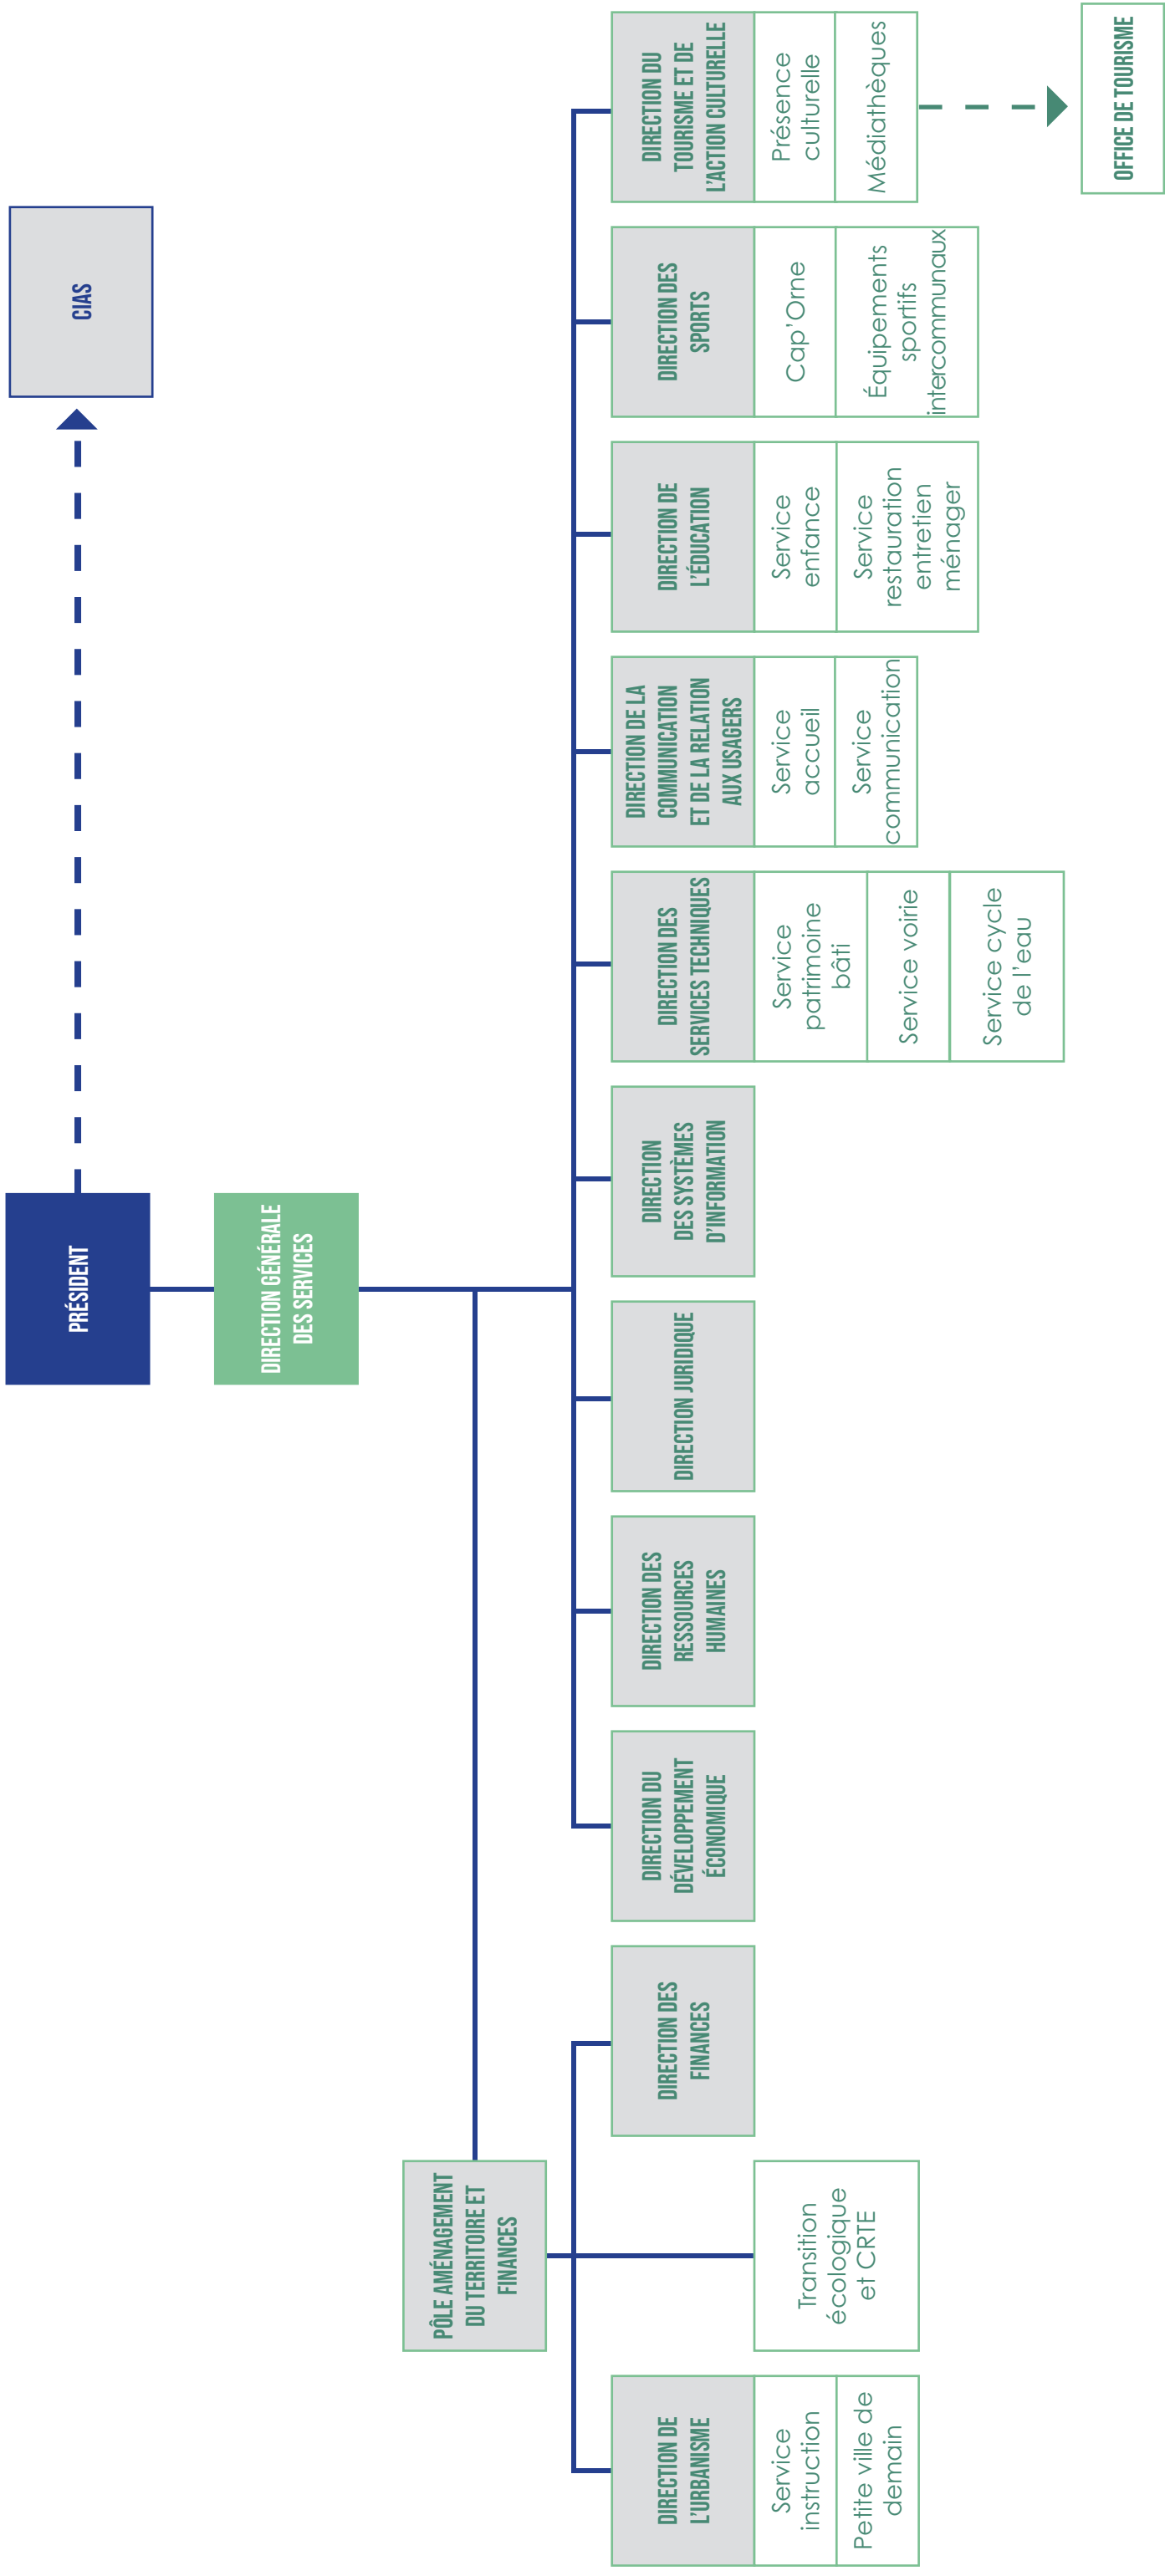 PRÉSIDENT
CIAS
DIRECTION GÉNÉRALE
DES SERVICES
PÔLE AMÉNAGEMENT
DU TERRITOIRE ET
FINANCES
DIRECTION DE
L'URBANISME
Service
instruction
Petite ville de
demain
Transition
écologique
et CRTE
DIRECTION DES
FINANCES
DIRECTION DU
DÉVELOPPEMENT
ÉCONOMIQUE
DIRECTION DES
RESSOURCES
HUMAINES
DIRECTION JURIDIQUE
DIRECTION
DES SYSTÈMES
D'INFORMATION
DIRECTION DES
SERVICES TECHNIQUES
Service
patrimoine
bâti
Service voirie
Service cycle
de l'eau
DIRECTION DE LA
COMMUNICATION
ET DE LA RELATION
AUX USAGERS
Service
accueil
Service
communication
DIRECTION DE
L'ÉDUCATION
Service
enfance
Service
restauration
entretien
ménager
DIRECTION DES
SPORTS
Cap'Orne
Équipements
sportifs
intercommunaux
DIRECTION DU
TOURISME ET DE
L'ACTION CULTURELLE
Présence
culturelle
Médiathèques
OFFICE DE TOURISME